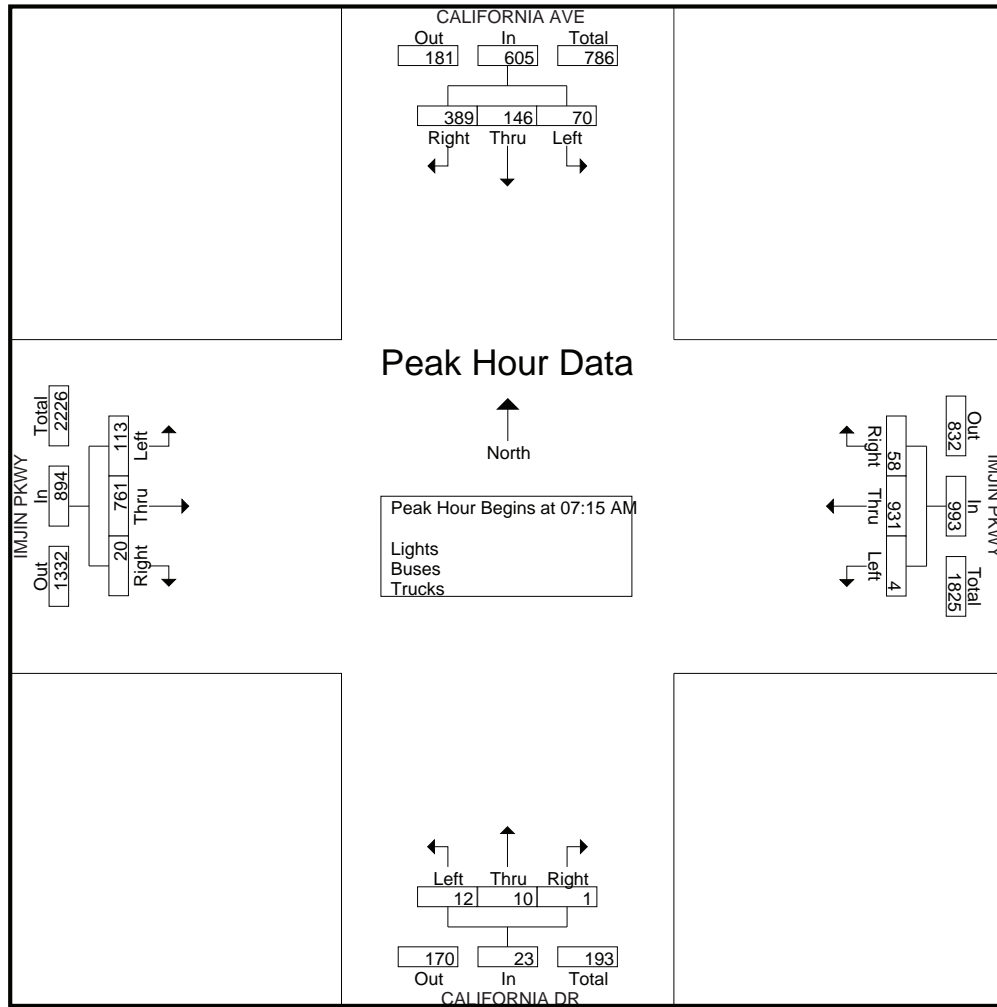 CALIFORNIA AVE
Out In Total
181 605 786
389 146 70
Right Thru Left
Peak Hour Data
North
Peak Hour Begins at 07:15 AM
Lights
Buses
Trucks
IMJIN PKWY
Out In Total
1332 894 2226
20 761 113
Right Thru Left
IMJIN PKWY
Out In Total
832 993 1825
58 931 4
Right Thru Left
Left Thru Right
12 10 1
170 23 193
Out In Total
CALIFORNIA DR